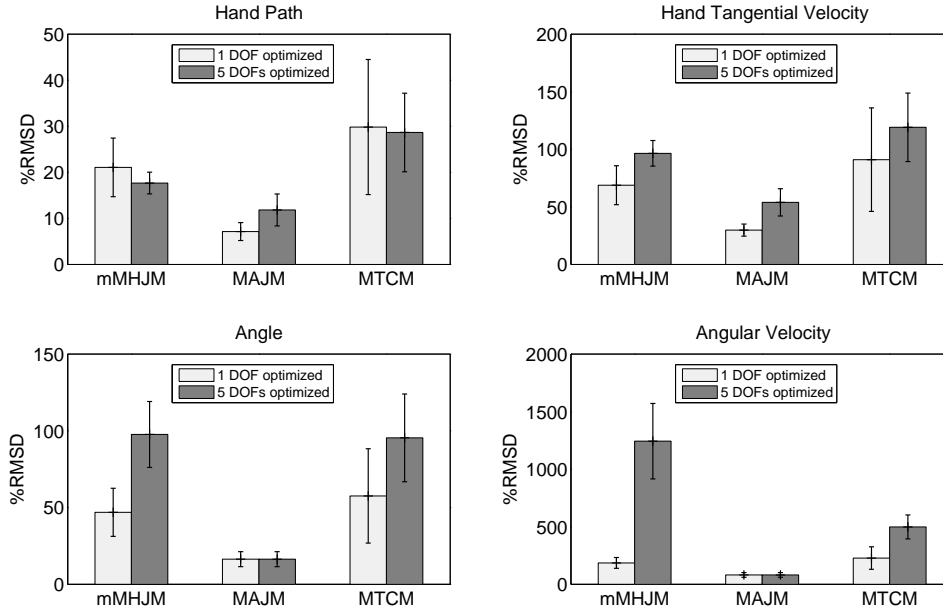 Hand Path
50
40
30
20
10
0
%RMSD
1 DOF optimized
5 DOFs optimized
mMHJM MAJM MTCM
Hand Tangential Velocity
200
150
100
50
0
%RMSD
1 DOF optimized
5 DOFs optimized
mMHJM MAJM MTCM
Angle
150
100
50
0
%RMSD
1 DOF optimized
5 DOFs optimized
mMHJM MAJM MTCM
Angular Velocity
2000
1500
1000
500
0
%RMSD
1 DOF optimized
5 DOFs optimized
mMHJM MAJM MTCM